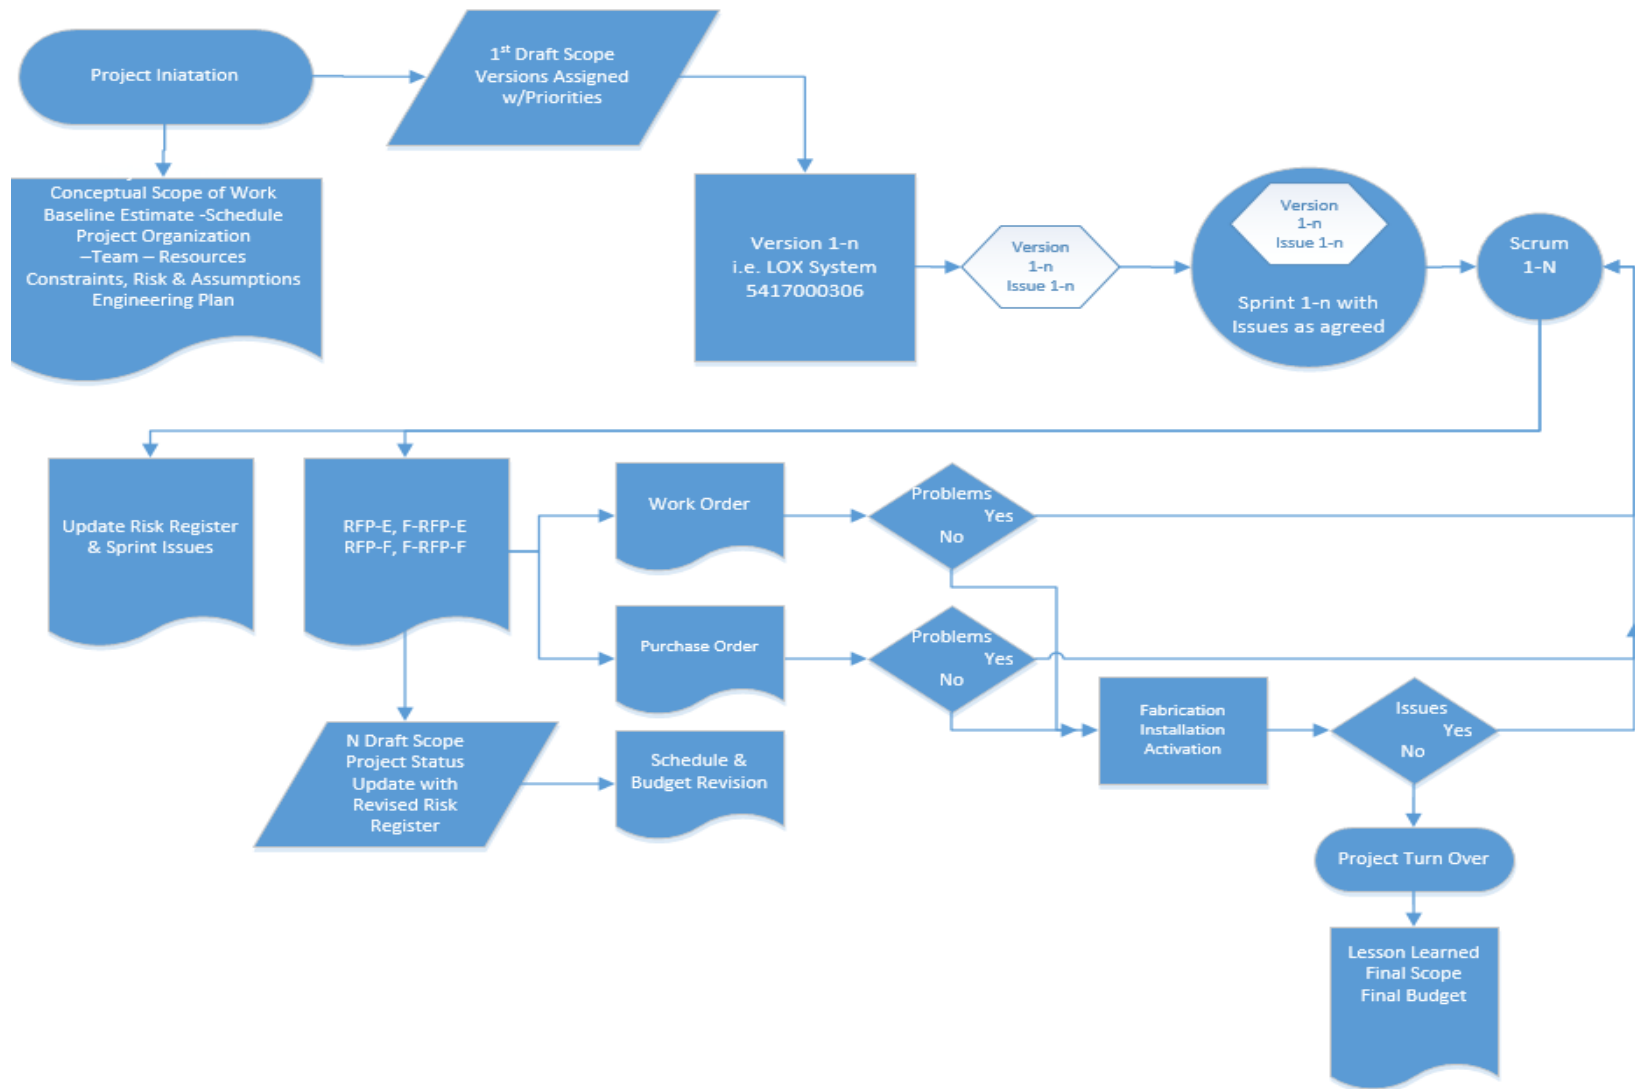 Project Iniatation
1st Draft Scope
Versions Assigned
w/Priorities
Conceptual Scope of Work
Baseline Estimate -Schedule
Project Organization
–Team – Resources
Constraints, Risk & Assumptions
Engineering Plan
Version 1-n
i.e. LOX System
5417000306
Version
1-n
Issue 1-n
Version
1-n
Issue 1-n
Sprint 1-n with
Issues as agreed
Scrum
1-N
Update Risk Register
& Sprint Issues
RFP-E, F-RFP-E
RFP-F, F-RFP-F
Work Order
Problems
Yes
No
Purchase Order
Problems
Yes
No
N Draft Scope
Project Status
Update with
Revised Risk
Register
Schedule &
Budget Revision
Fabrication
Installation
Activation
Issues
Yes
No
Project Turn Over
Lesson Learned
Final Scope
Final Budget